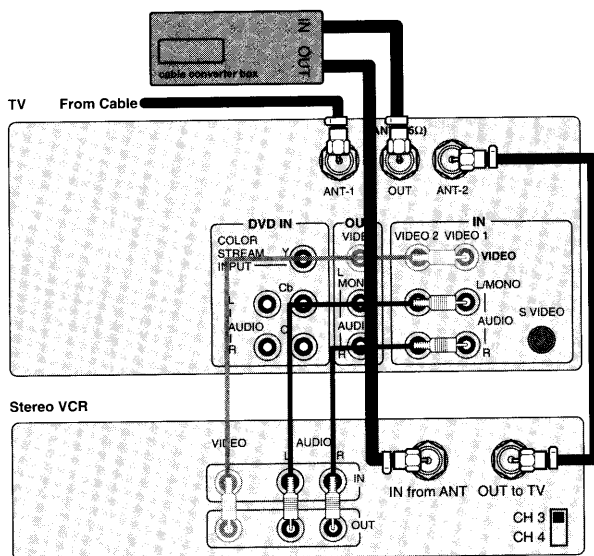 IN OUT
cable converter box
TV From Cable
ANT-1 OUT ANT-2
DVD IN
IN
COLOR
STREAM
INPUT
Y
VIDEO 2 VIDEO 1
VIDEO
L
MONO
Cb
L
L/MONO
AUDIO
AUDIO
S VIDEO
R
R
R
Stereo VCR
VIDEO AUDIO
L R
IN
OUT
IN from ANT OUT to TV
CH 3
CH 4